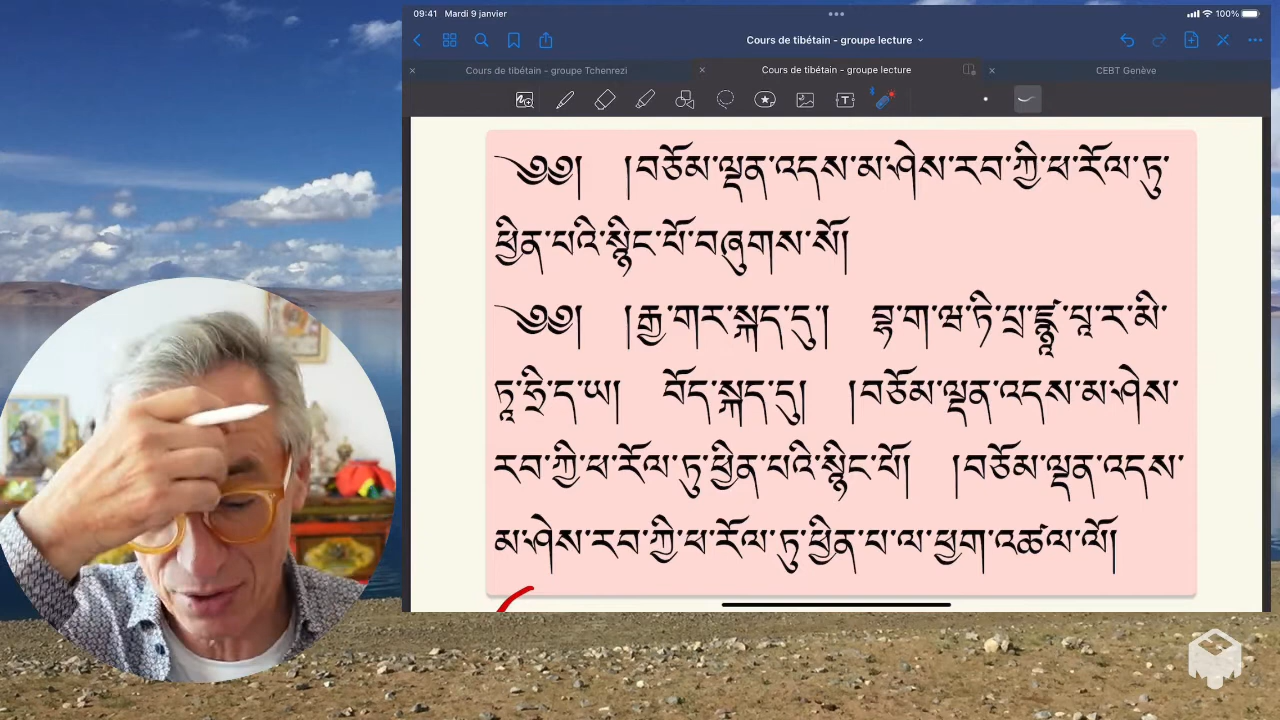 09:41 Mardi 9 janvier
100%
Cours de tibétain - groupe lecture
Cours de tibétain - groupe Tchenrezi
Cours de tibétain - groupe lecture
CEBT Genève
༄༅། །བཅོམ་ལྡན་འདས་མ་ཤེས་རབ་ཀྱི་ཕ་རོལ་ཏུ་
ཕྱིན་པའི་སྙིང་པོ་བཞུགས་སོ།
༄༅། །རྒྱ་གར་སྐད་དུ། བྷ་ག་ཝ་ཏི་པྲ་ཛྙཱ་པཱ་ར་མི་
ཏཱ་ཧྲི་ད་ཡ། བོད་སྐད་དུ། །བཅོམ་ལྡན་འདས་མ་ཤེས་
རབ་ཀྱི་ཕ་རོལ་ཏུ་ཕྱིན་པའི་སྙིང་པོ། །བཅོམ་ལྡན་འདས་
མ་ཤེས་རབ་ཀྱི་ཕ་རོལ་ཏུ་ཕྱིན་པ་ལ་ཕྱག་འཚལ་ལོ།